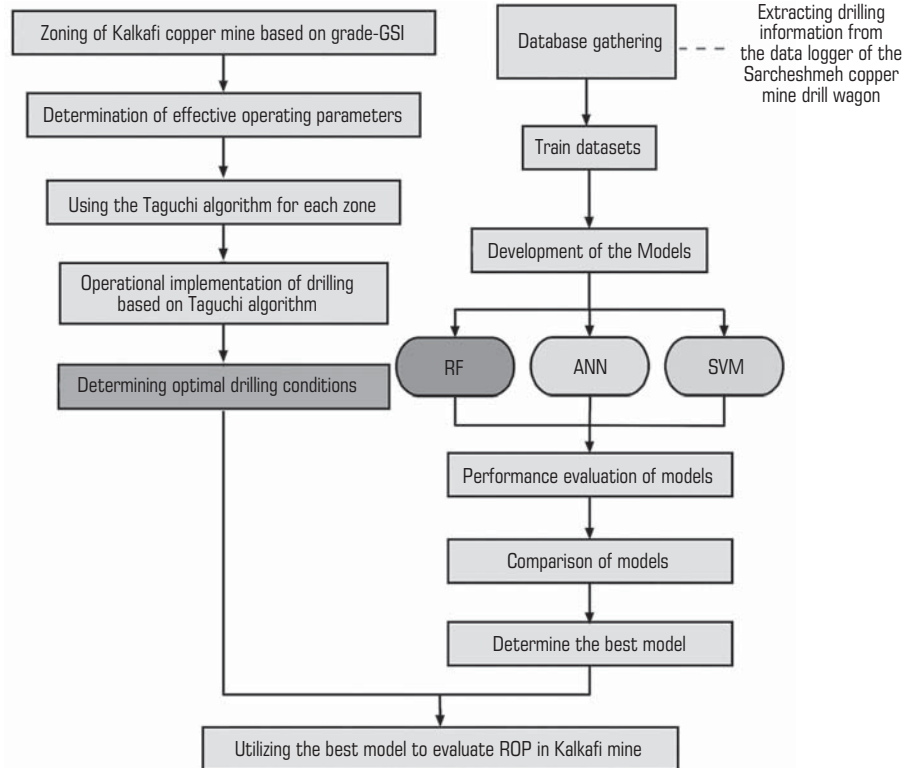 Zoning of Kalkafi copper mine based on grade-GSI
Determination of effective operating parameters
Using the Taguchi algorithm for each zone
Operational implementation of drilling
based on Taguchi algorithm
Determining optimal drilling conditions
Database gathering
Extracting drilling
information from
the data logger of the
Sarcheshmeh copper
mine drill wagon
Train datasets
Development of the Models
RF
ANN
SVM
Performance evaluation of models
Comparison of models
Determine the best model
Utilizing the best model to evaluate ROP in Kalkafi mine